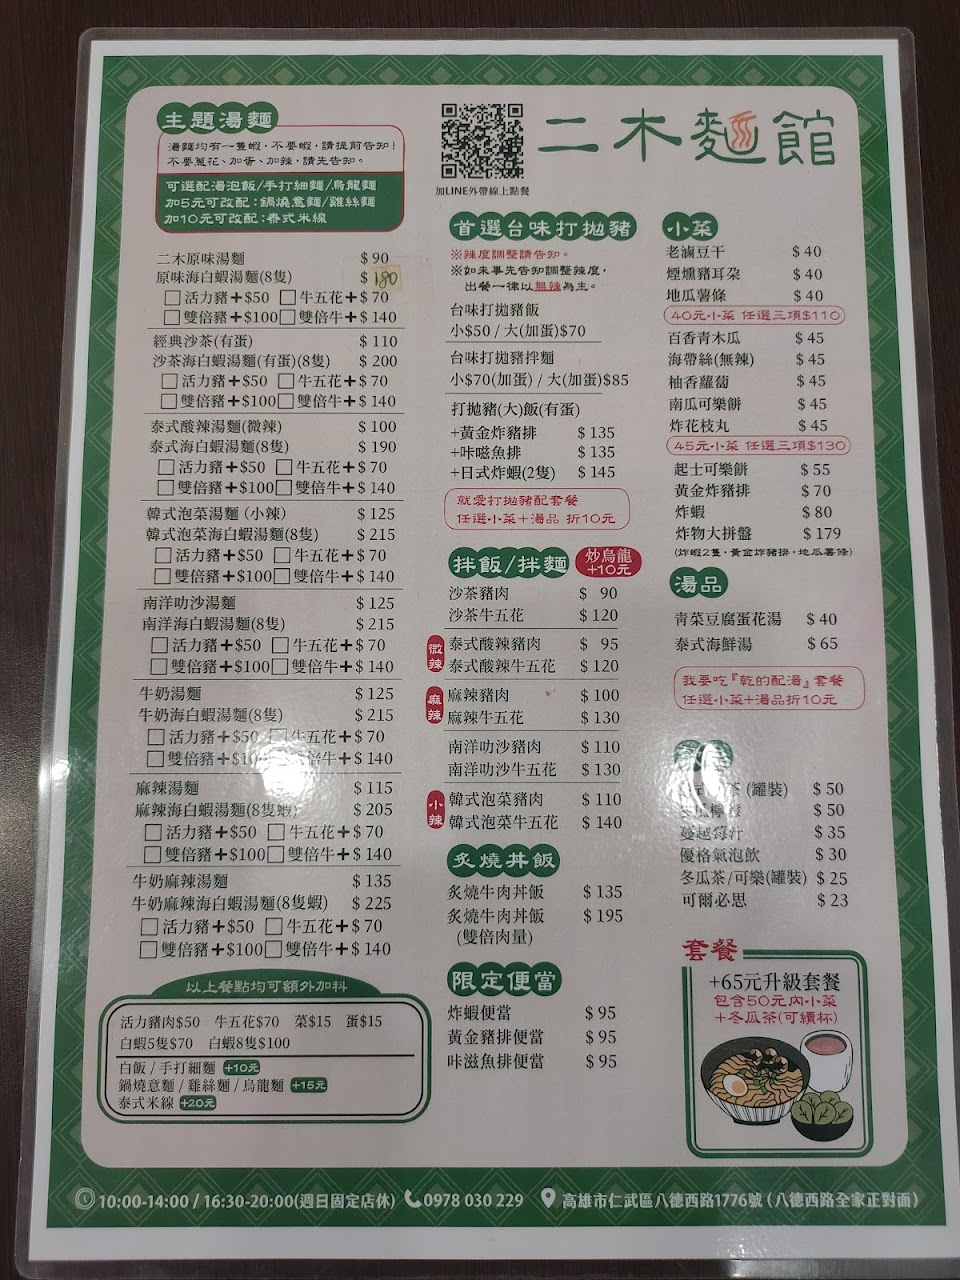 二木麵館
加LINE外帶線上點餐
主題湯麵
湯麵均有一隻蝦，不要蝦，請提前告知！
不要蔥花、加香、加辣，請先告知。
可選配湯泡飯/手打細麵/烏龍麵
加5元可改配：鍋燒意麵/雞絲麵
加10元可改配：泰式米線
二木原味湯麵 $ 90
原味海白蝦湯麵(8隻) $ 180
活力豬+$50 牛五花+$ 70
雙倍豬+$100 雙倍牛+$ 140
經典沙茶(有蛋) $ 110
沙茶海白蝦湯麵(有蛋)(8隻) $ 200
活力豬+$50 牛五花+$ 70
雙倍豬+$100 雙倍牛+$ 140
泰式酸辣湯麵(微辣) $ 100
泰式海白蝦湯麵(8隻) $ 190
活力豬+$50 牛五花+$ 70
雙倍豬+$100 雙倍牛+$ 140
韓式泡菜湯麵 (小辣) $ 125
韓式泡菜海白蝦湯麵(8隻) $ 215
活力豬+$50 牛五花+$ 70
雙倍豬+$100 雙倍牛+$ 140
南洋叻沙湯麵 $ 125
南洋海白蝦湯麵(8隻) $ 215
活力豬+$50 牛五花+$ 70
雙倍豬+$100 雙倍牛+$ 140
牛奶湯麵 $ 125
牛奶海白蝦湯麵(8隻) $ 215
活力豬+$50 牛五花+$ 70
雙倍豬+$100 雙倍牛+$ 140
麻辣湯麵 $ 115
麻辣海白蝦湯麵(8隻蝦) $ 205
活力豬+$50 牛五花+$ 70
雙倍豬+$100 雙倍牛+$ 140
牛奶麻辣湯麵 $ 135
牛奶麻辣海白蝦湯麵(8隻蝦) $ 225
活力豬+$50 牛五花+$ 70
雙倍豬+$100 雙倍牛+$ 140
以上餐點均可額外加料
活力豬肉$50 牛五花$70 菜$15 蛋$15
白蝦5隻$70 白蝦8隻$100
白飯 / 手打細麵 +10元
鍋燒意麵 / 雞絲麵 / 烏龍麵 +15元
泰式米線 +20元
首選台味打拋豬
※辣度調整請告知。
※如未事先告知調整辣度，
出餐一律以無辣為主。
台味打拋豬飯
小$50 / 大(加蛋)$70
台味打拋豬拌麵
小$70(加蛋) / 大(加蛋)$85
打拋豬(大)飯(有蛋)
+黃金炸豬排 $ 135
+咔嗞魚排 $ 135
+日式炸蝦(2隻) $ 145
就愛打拋豬配套餐
任選小菜+湯品 折10元
拌飯/拌麵 炒烏龍
+10元
沙茶豬肉 $ 90
沙茶牛五花 $ 120
微辣
泰式酸辣豬肉 $ 95
泰式酸辣牛五花 $ 120
麻辣
麻辣豬肉 $ 100
麻辣牛五花 $ 130
南洋叻沙豬肉 $ 110
南洋叻沙牛五花 $ 130
小辣
韓式泡菜豬肉 $ 110
韓式泡菜牛五花 $ 140
炙燒丼飯
炙燒牛肉丼飯 $ 135
炙燒牛肉丼飯 $ 195
(雙倍肉量)
限定便當
炸蝦便當 $ 95
黃金豬排便當 $ 95
咔滋魚排便當 $ 95
小菜
老滷豆干 $ 40
煙燻豬耳朶 $ 40
地瓜薯條 $ 40
40元小菜 任選三項$110
百香青木瓜 $ 45
海帶絲(無辣) $ 45
柚香蘿蔔 $ 45
南瓜可樂餅 $ 45
炸花枝丸 $ 45
45元小菜 任選三項$130
起士可樂餅 $ 55
黃金炸豬排 $ 70
炸蝦 $ 80
炸物大拼盤 $ 179
(炸蝦2隻，黃金炸豬排，地瓜薯條)
湯品
青菜豆腐蛋花湯 $ 40
泰式海鮮湯 $ 65
我要吃『乾的配湯』套餐
任選小菜+湯品折10元
茶 (罐裝) $ 50
$ 50
蔓越莓汁 $ 35
優格氣泡飲 $ 30
冬瓜茶/可樂(罐裝) $ 25
可爾必思 $ 23
套餐
+65元升級套餐
包含50元內小菜
+冬瓜茶(可續杯)
10:00-14:00 / 16:30-20:00(週日固定店休) 0978 030 229 高雄市仁武區八德西路1776號 (八德西路全家正對面)